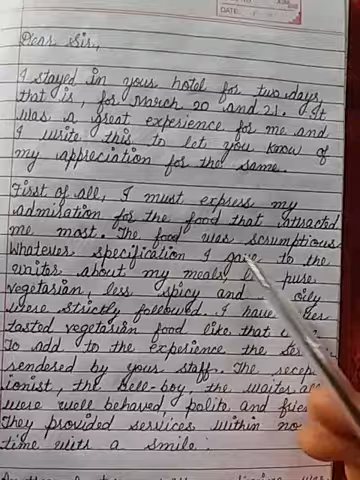 DATE
Dear Sir,
I stayed in your hotel for two days,
that is, for March 20 and 21. It
was a great experience for me and
I write this to let you know of
my appreciation for the same.
First of all, I must express my
admiration for the food that attracted
me most. The food was scrumptious
Whatever specification I gave to the
waiter about my meals, pure
vegetarian, less spicy and oily
were strictly followed. I have
tasted vegetarian food like that
To add to the experience the
rendered by your staff. The recep
ionist, the bell-boy, the waiter all
were well behaved, polite and
They provided services within no
time with a smile.